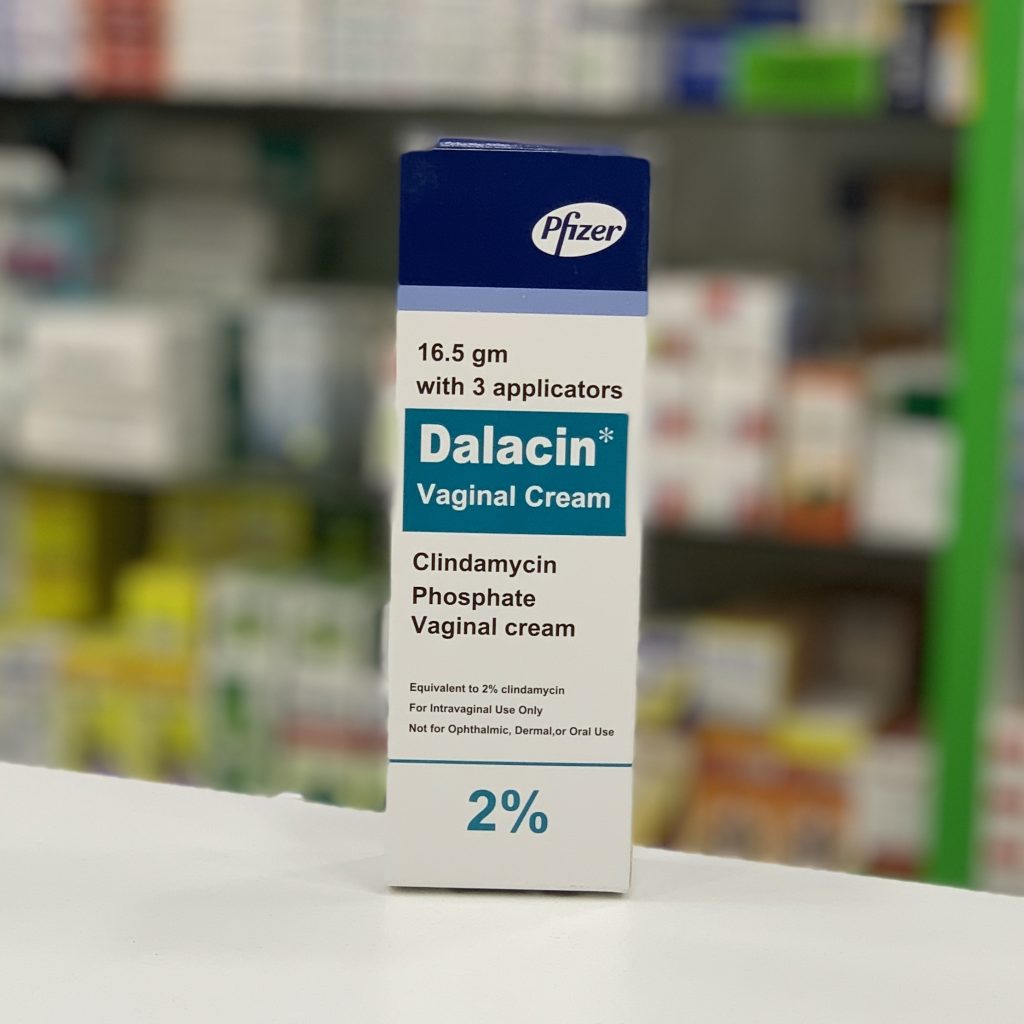 Pfizer
16.5 gm
with 3 applicators
Dalacin*
Vaginal Cream
Clindamycin
Phosphate
Vaginal cream
Equivalent to 2% clindamycin
For Intravaginal Use Only
Not for Ophthalmic, Dermal,or Oral Use
2%